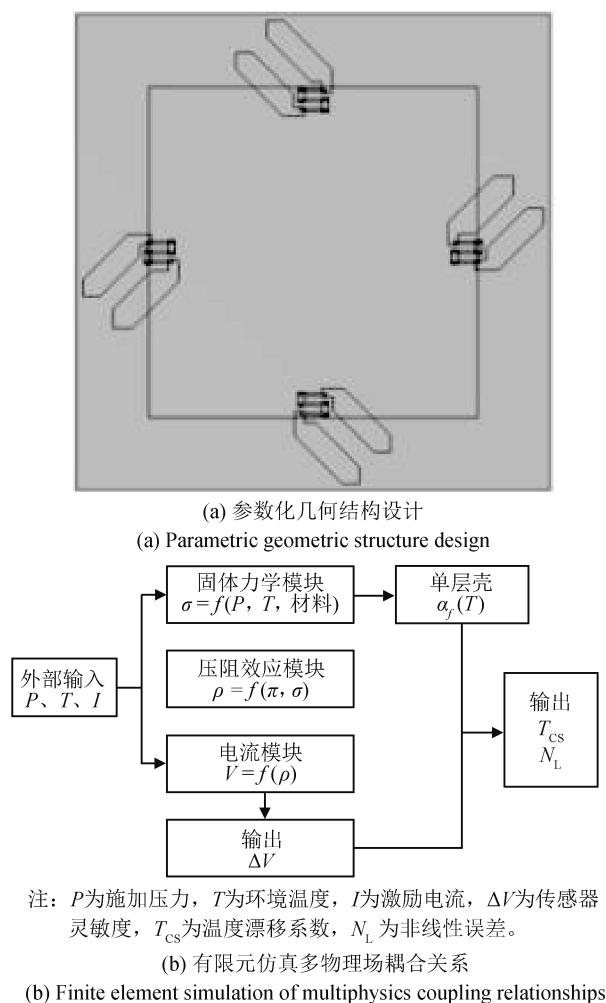 (a) 参数化几何结构设计
(a) Parametric geometric structure design
固体力学模块
σ=f(P，T，材料)
单层壳
α_f(T)
外部输入
P、T、I
压阻效应模块
ρ=f(π，σ)
输出
T_CS
N_L
电流模块
V=f(ρ)
输出
ΔV
注：P为施加压力，T为环境温度，I为激励电流，ΔV为传感器
灵敏度，T_CS为温度漂移系数，N_L为非线性误差。
(b) 有限元仿真多物理场耦合关系
(b) Finite element simulation of multiphysics coupling relationships